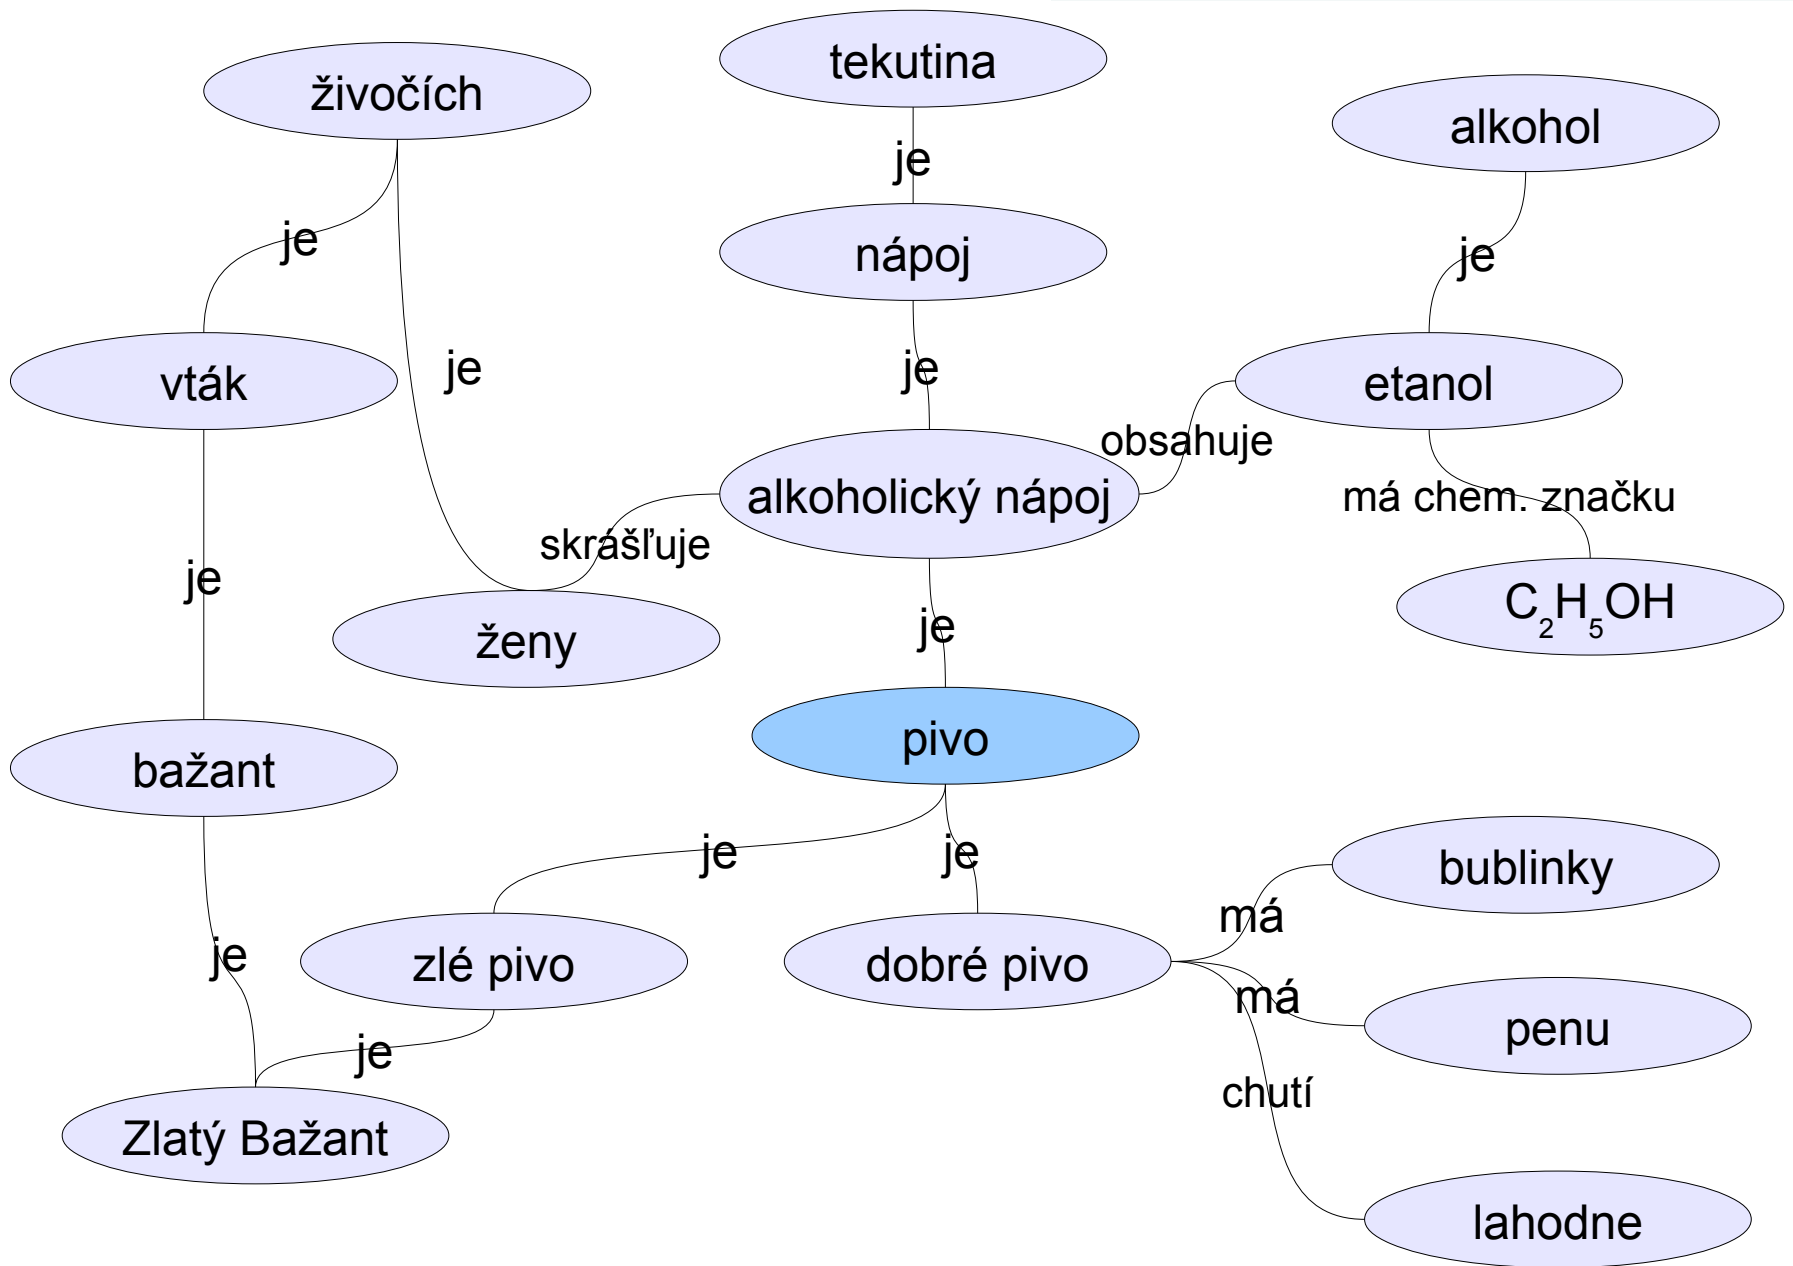 tekutina
živočích
alkohol
je
je
nápoj
je
je
je
vták
etanol
obsahuje
alkoholický nápoj
má chem. značku
skrášľuje
je
C₂H₅OH
je
ženy
pivo
bažant
je
je
bublinky
má
je
zlé pivo
dobré pivo
má
penu
je
chutí
Zlatý Bažant
lahodne